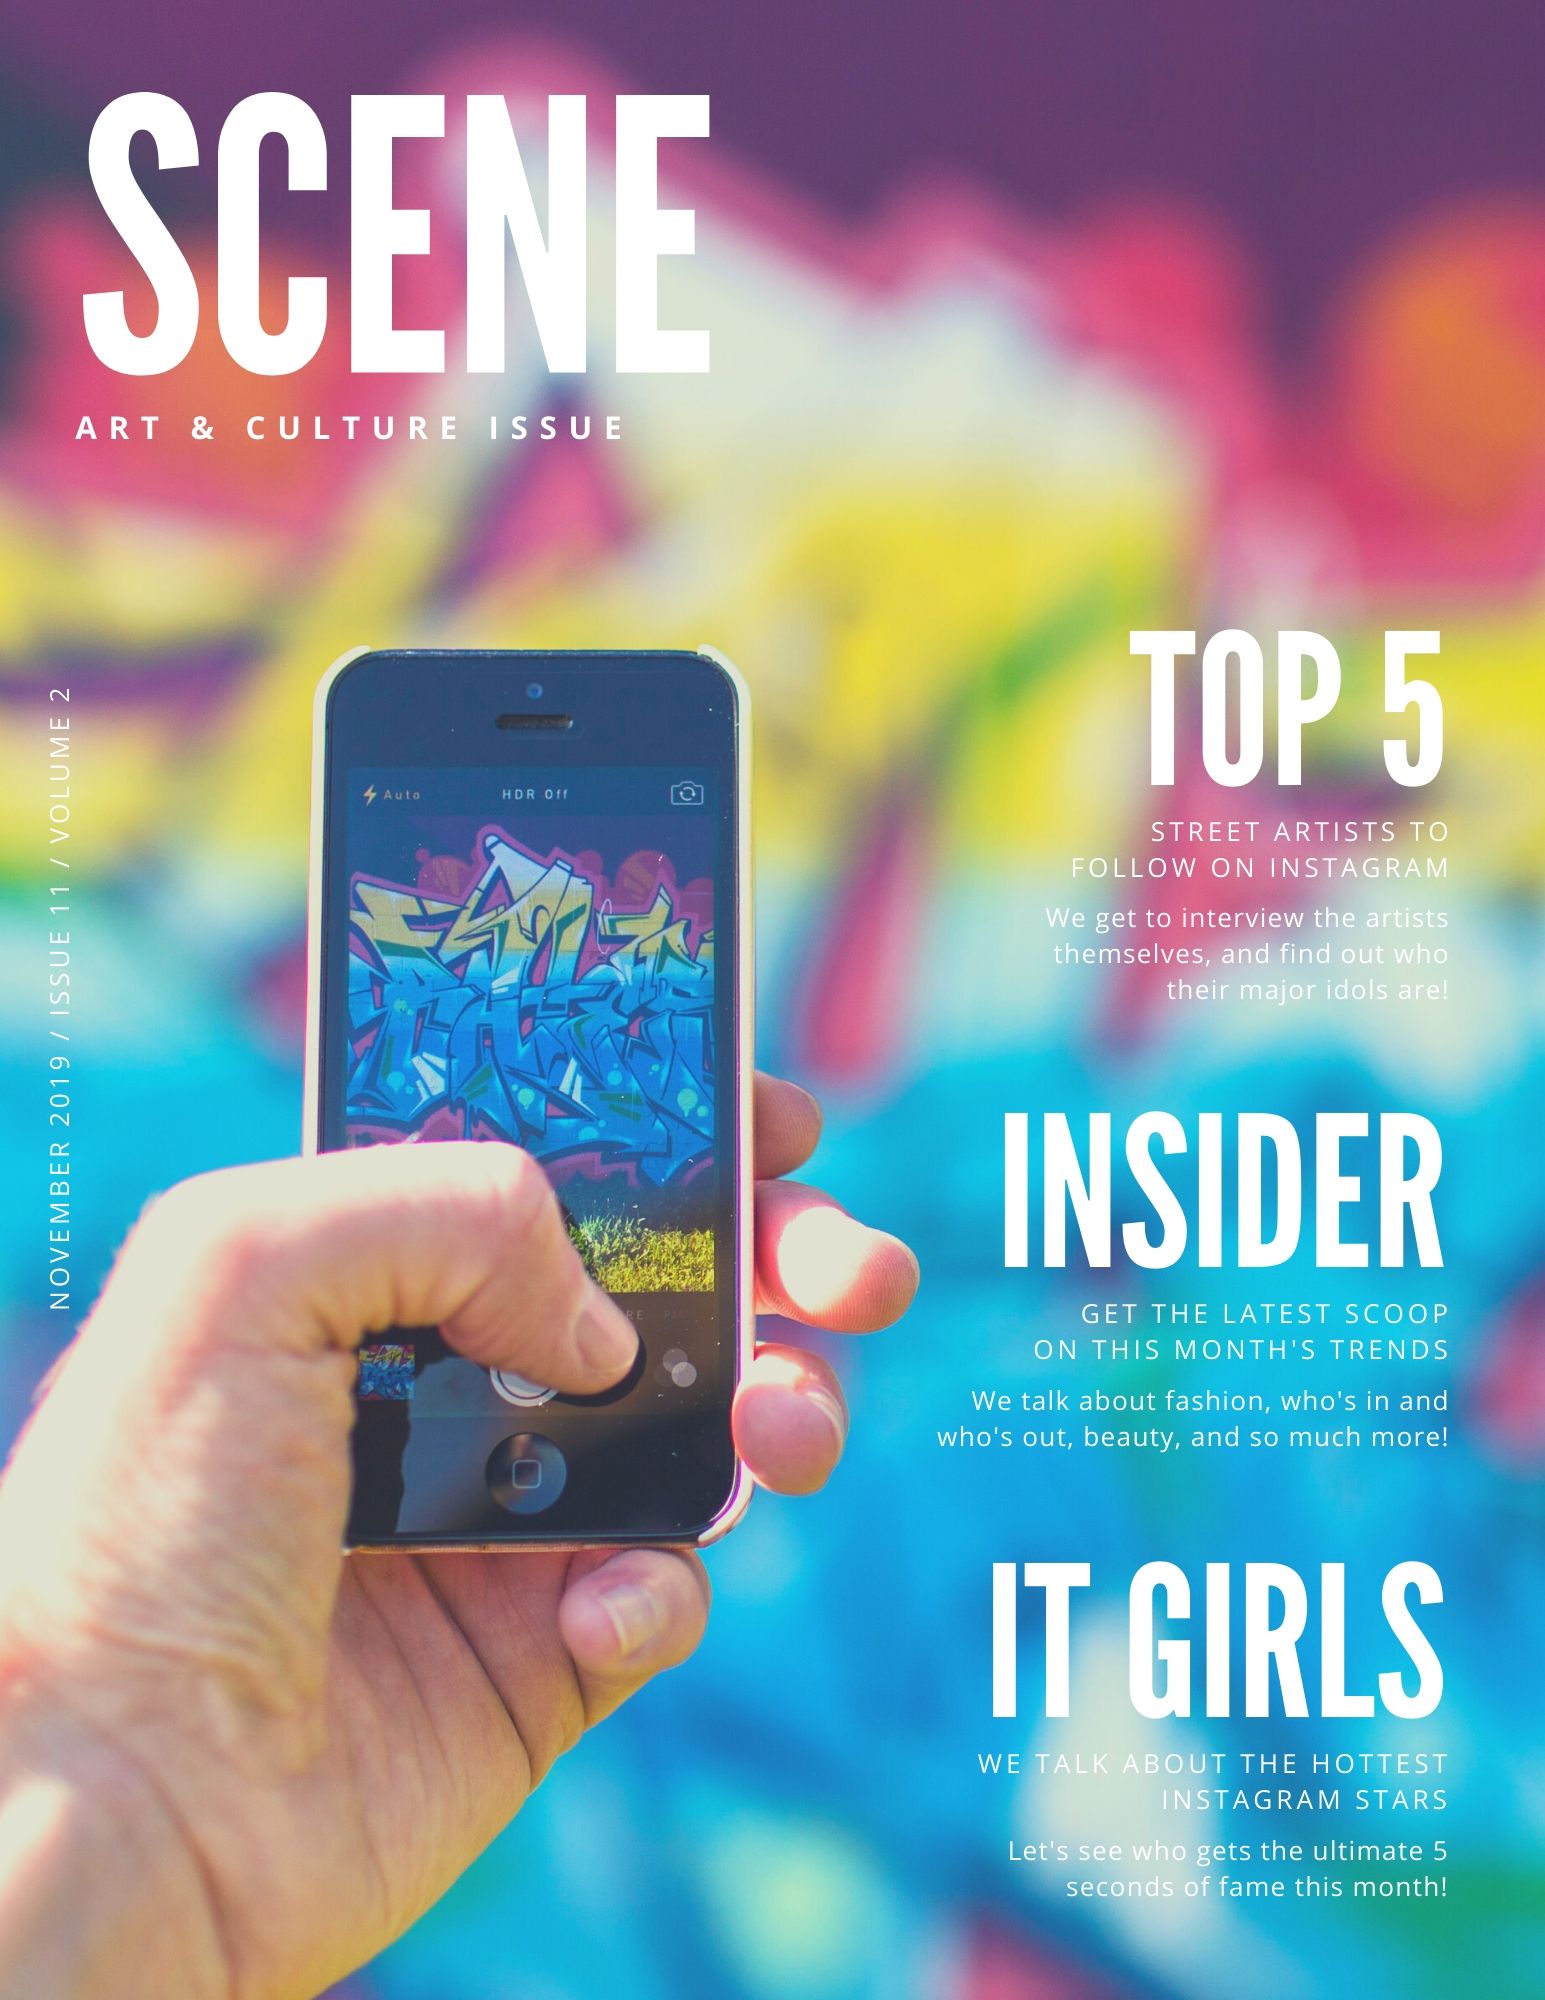 SCENE
ART & CULTURE ISSUE
NOVEMBER 2019 / ISSUE 11 / VOLUME 2
Auto
HDR Off
TOP 5
STREET ARTISTS TO
FOLLOW ON INSTAGRAM
We get to interview the artists
themselves, and find out who
their major idols are!
INSIDER
GET THE LATEST SCOOP
ON THIS MONTH'S TRENDS
We talk about fashion, who's in and
who's out, beauty, and so much more!
IT GIRLS
WE TALK ABOUT THE HOTTEST
INSTAGRAM STARS
Let's see who gets the ultimate 5
seconds of fame this month!